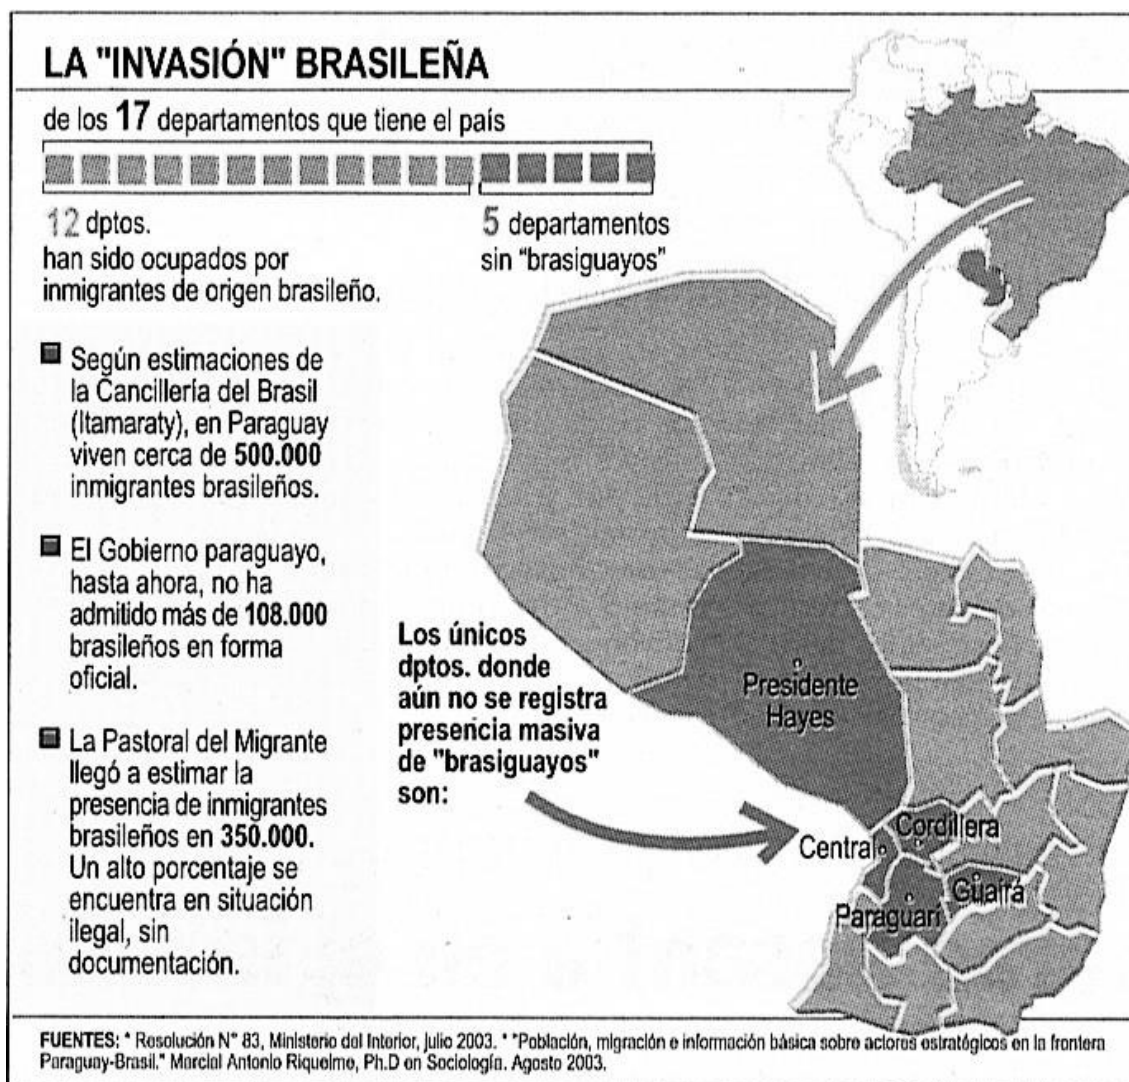 LA "INVASIÓN" BRASILEÑA
de los 17 departamentos que tiene el país
12 dptos.
han sido ocupados por
inmigrantes de origen brasileño.
5 departamentos
sin "brasiguayos"
Según estimaciones de
la Cancillería del Brasil
(Itamaraty), en Paraguay
viven cerca de 500.000
inmigrantes brasileños.
El Gobierno paraguayo,
hasta ahora, no ha
admitido más de 108.000
brasileños en forma
oficial.
La Pastoral del Migrante
llegó a estimar la
presencia de inmigrantes
brasileños en 350.000.
Un alto porcentaje se
encuentra en situación
ilegal, sin
documentación.
Los únicos
dptos. donde
aún no se registra
presencia masiva
de "brasiguayos"
son:
Presidente
Hayes
Cordillera
Central
Guairá
Paraguarí
FUENTES: * Resolución N° 83, Ministerio del Interior, julio 2003. * "Población, migración e información básica sobre actores estratégicos en la frontera
Paraguay-Brasil." Marcial Antonio Riquelme, Ph.D en Sociología. Agosto 2003.